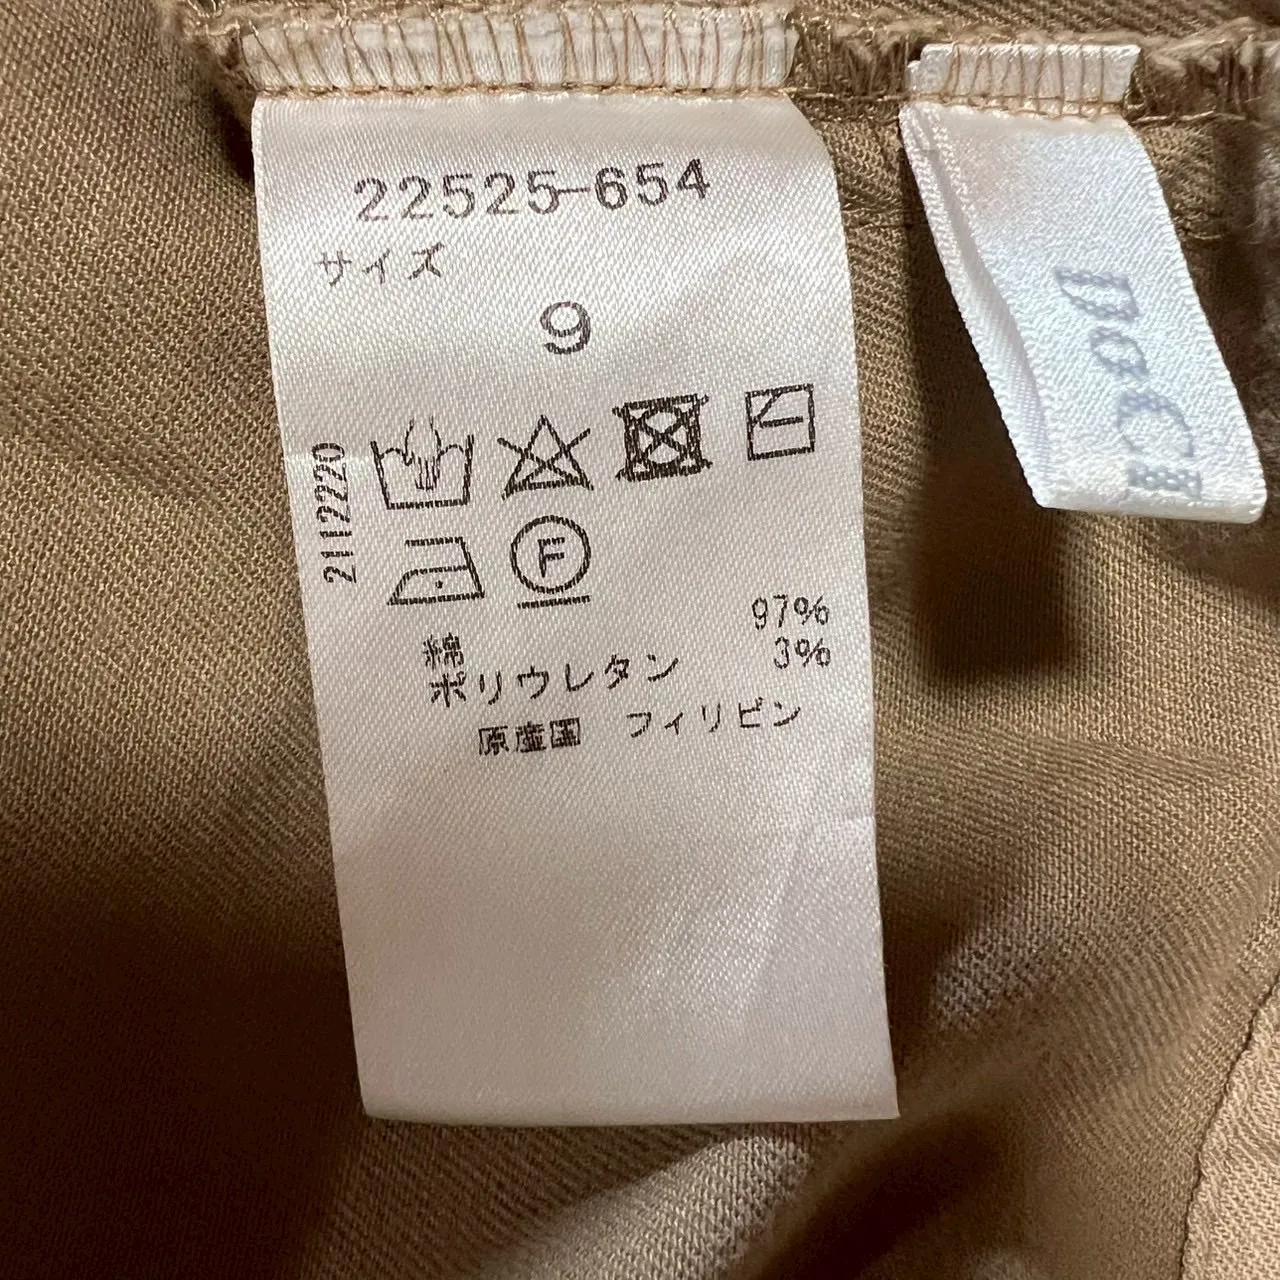 22525-654
サイズ
9
2112220
F
綿 97%
ポリウレタン 3%
原産国 フィリピン
DoCL